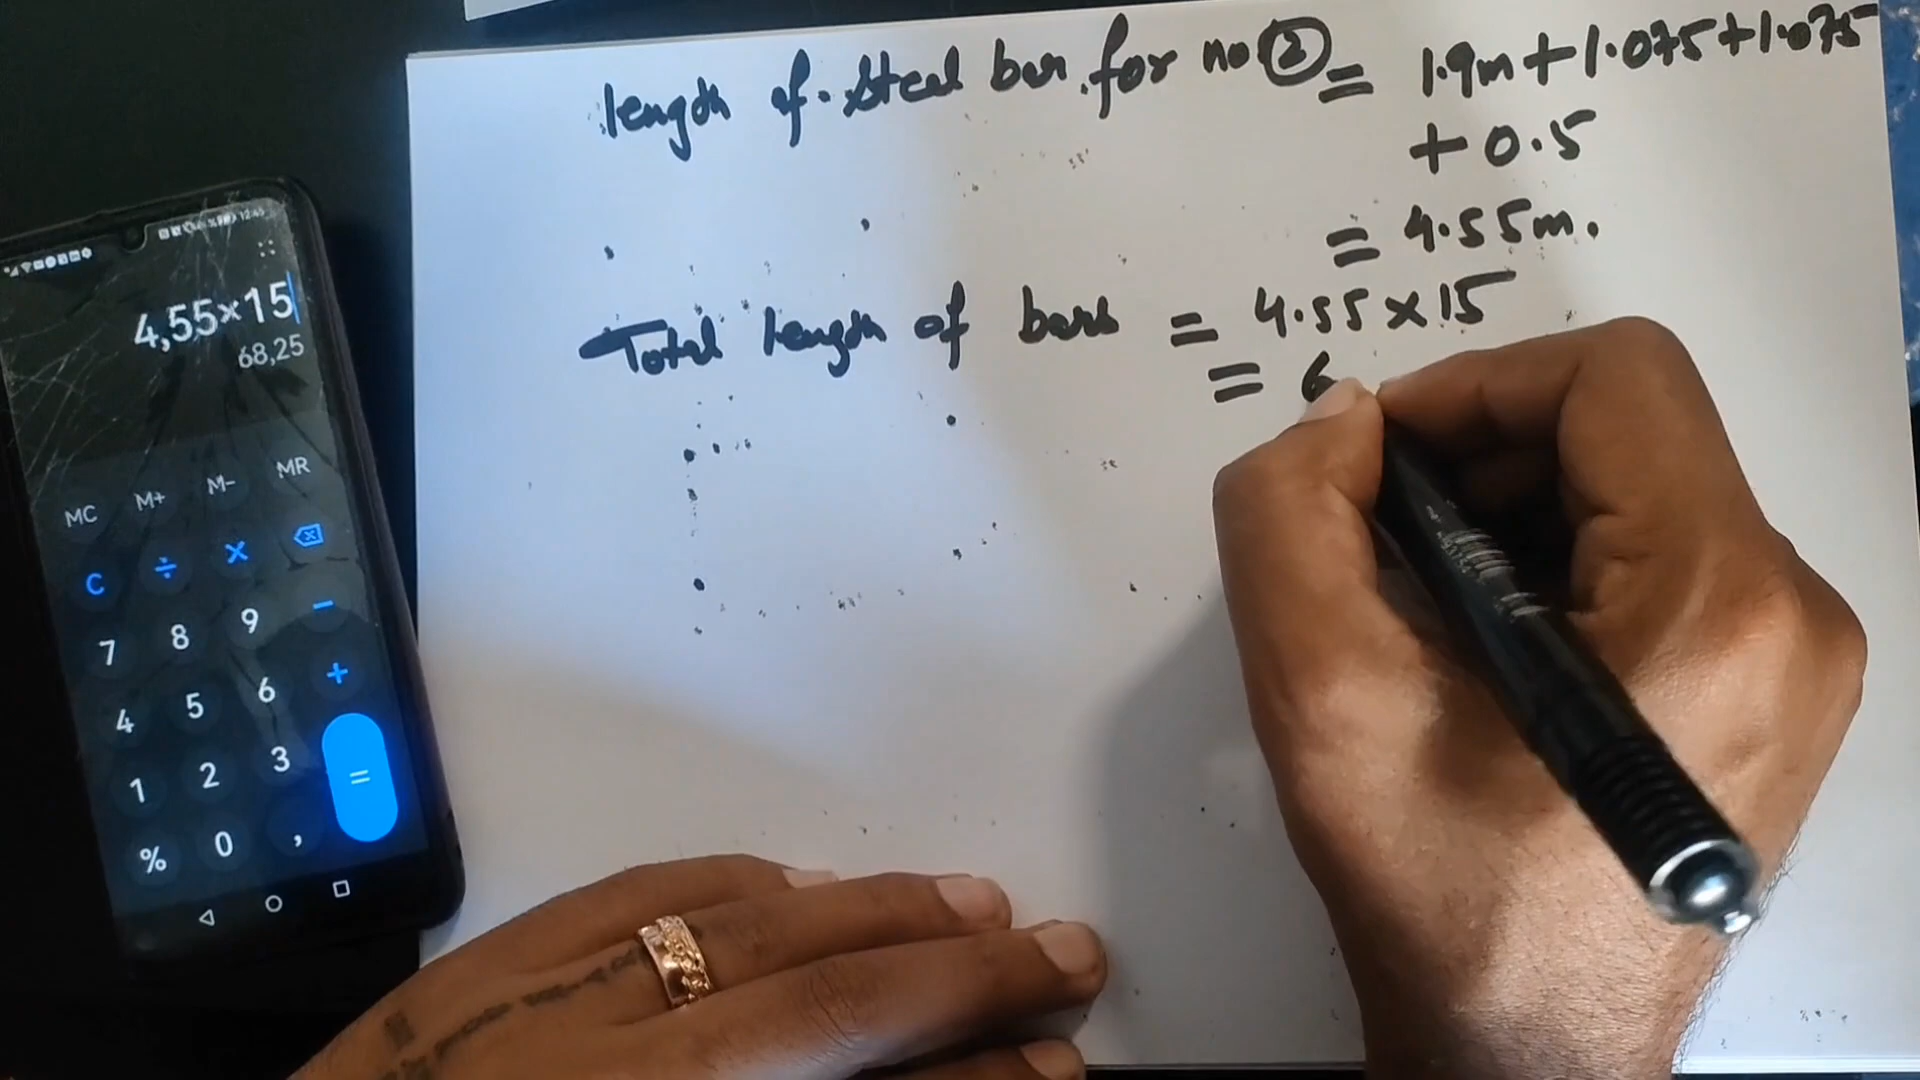 length of steel bar for no ② = 1.9m + 1.075 + 1.075
+ 0.5
= 4.55m.
Total length of bars = 4.55 × 15
= 6
12:45
4,55×15
68,25
MC M+ M- MR
C ÷ × 
7 8 9 −
4 5 6 +
1 2 3 =
% 0 ,